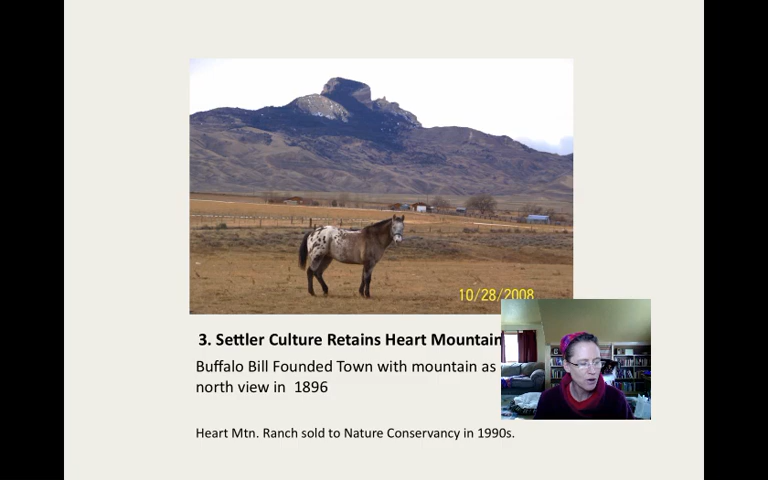 10/28/2008
3. Settler Culture Retains Heart Mountain
Buffalo Bill Founded Town with mountain as
north view in 1896
Heart Mtn. Ranch sold to Nature Conservancy in 1990s.